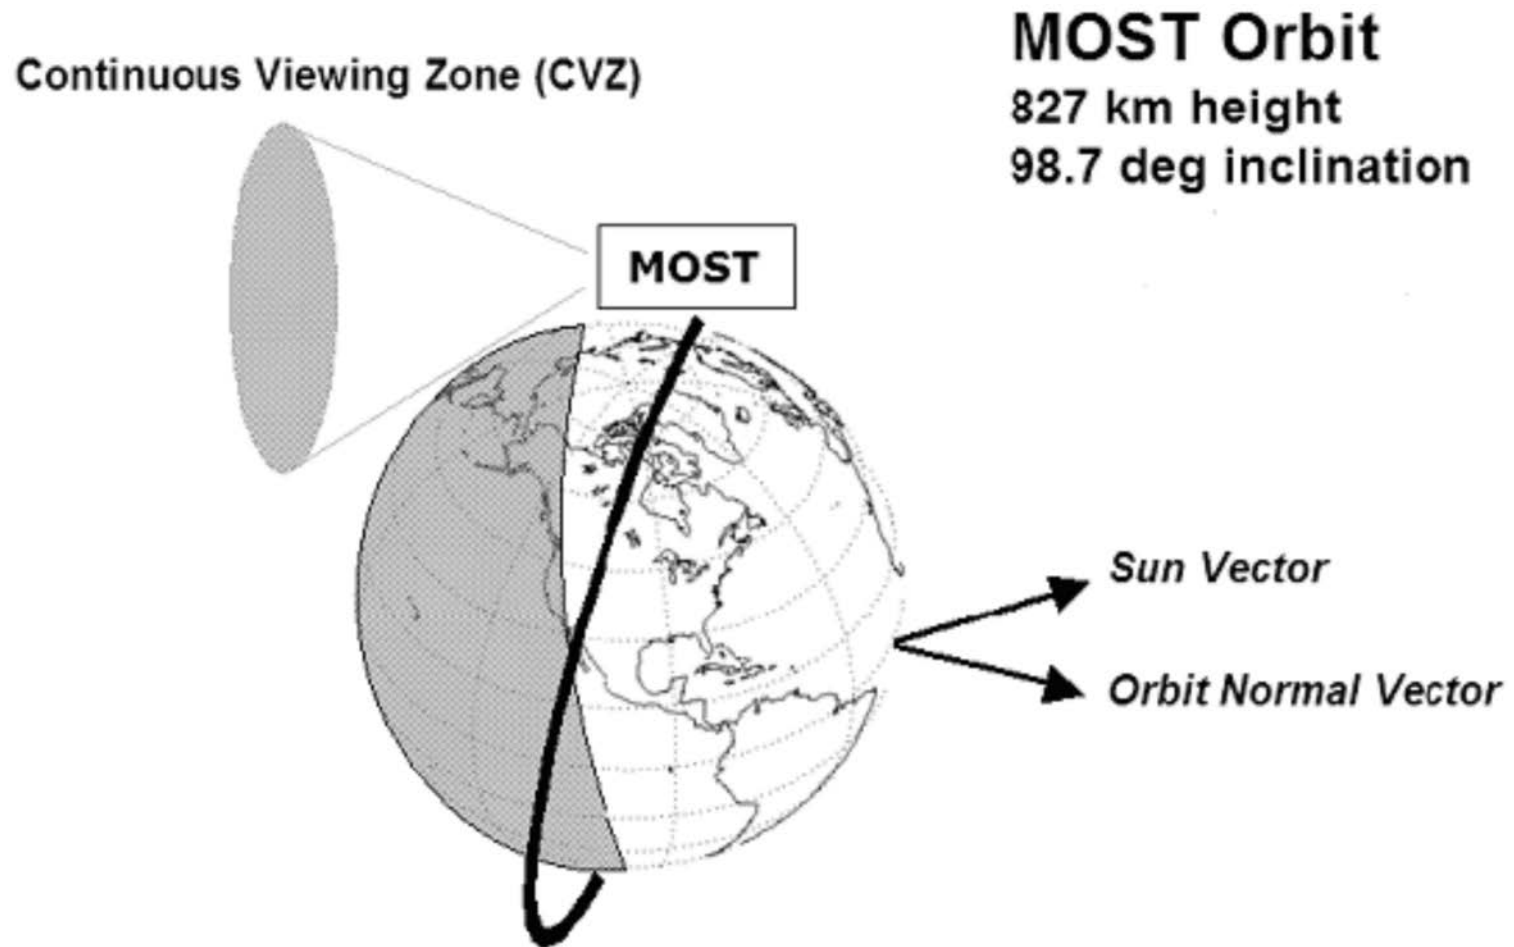 MOST Orbit
827 km height
98.7 deg inclination
Continuous Viewing Zone (CVZ)
MOST
Sun Vector
Orbit Normal Vector